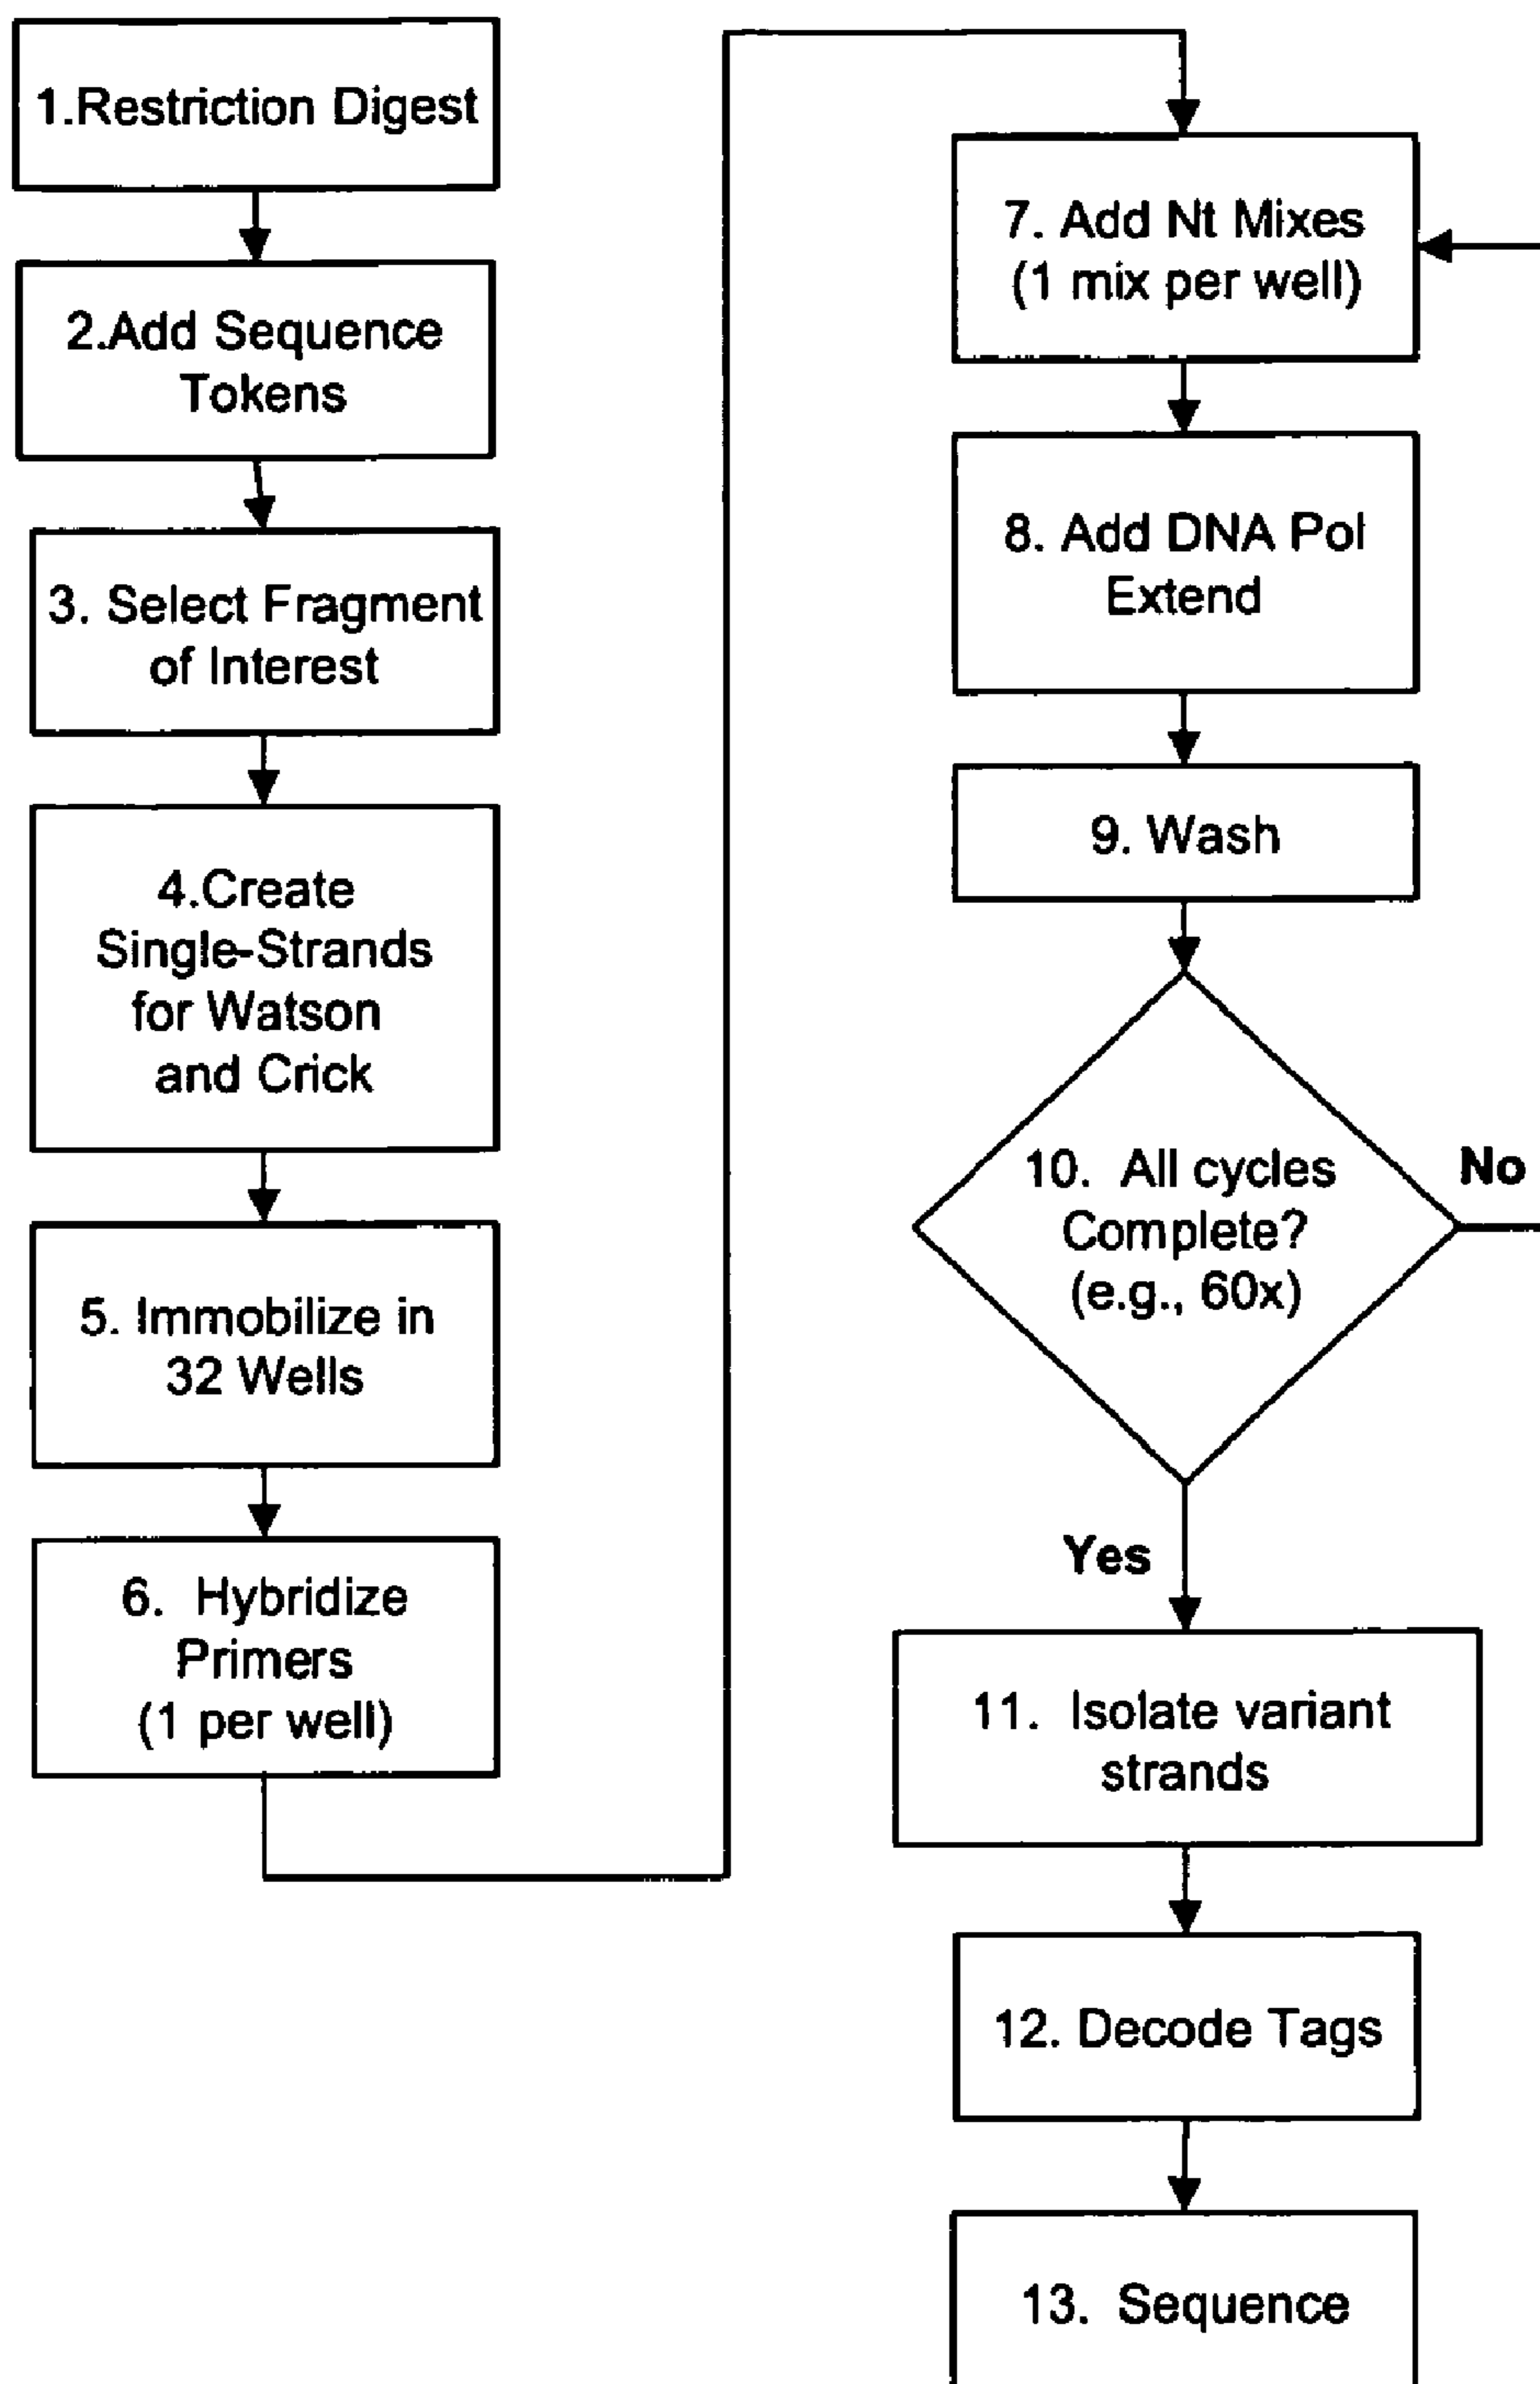 1.Restriction Digest
2.Add Sequence
Tokens
3. Select Fragment
of Interest
4.Create
Single-Strands
for Watson
and Crick
5. Immobilize in
32 Wells
6. Hybridize
Primers
(1 per well)
7. Add Nt Mixes
(1 mix per well)
8. Add DNA Pol
Extend
9. Wash
10. All cycles
Complete?
(e.g., 60x)
No
Yes
11. Isolate variant
strands
12. Decode Tags
13. Sequence